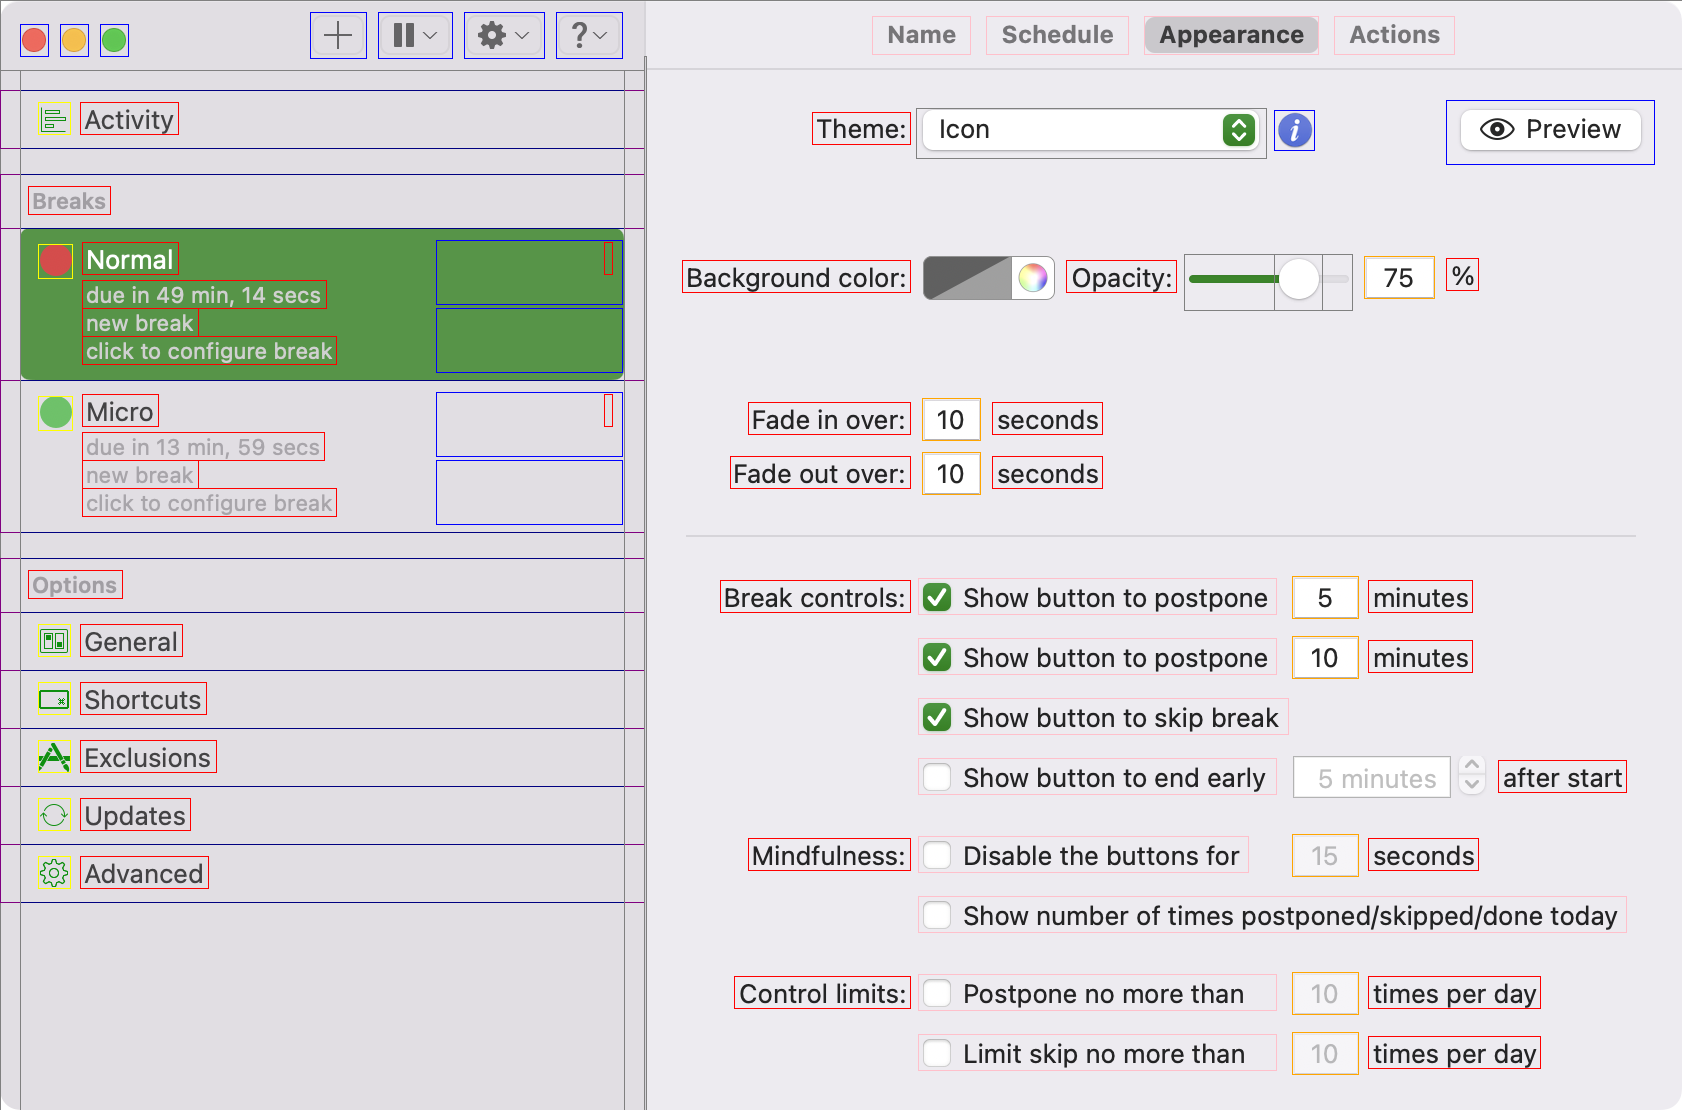 ?
Name Schedule Appearance Actions
Activity
Breaks
Normal
due in 49 min, 14 secs
new break
click to configure break
Micro
due in 13 min, 59 secs
new break
click to configure break
Options
General
Shortcuts
Exclusions
Updates
Advanced
Theme: Icon i Preview
Background color: Opacity: 75 %
Fade in over: 10 seconds
Fade out over: 10 seconds
Break controls: Show button to postpone 5 minutes
Show button to postpone 10 minutes
Show button to skip break
Show button to end early 5 minutes after start
Mindfulness: Disable the buttons for 15 seconds
Show number of times postponed/skipped/done today
Control limits: Postpone no more than 10 times per day
Limit skip no more than 10 times per day